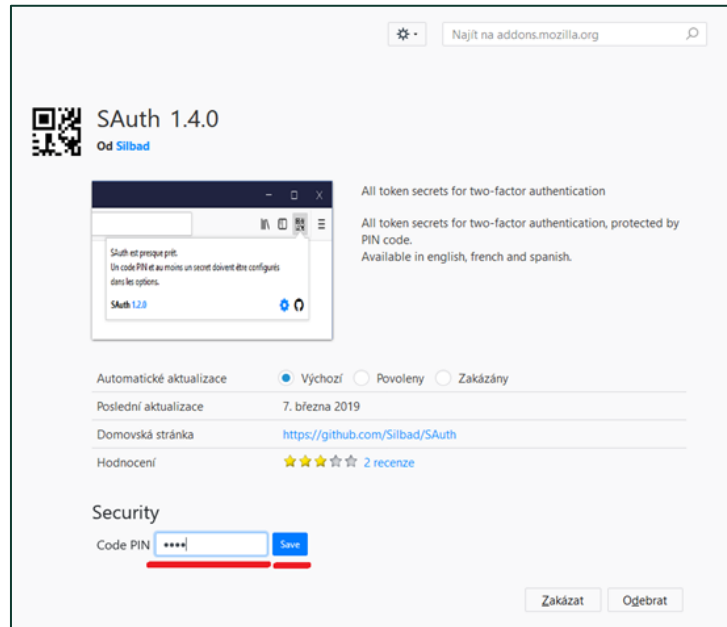 Najít na addons.mozilla.org
SAuth 1.4.0
Od Silbad
SAuth est presque prêt.
Un code PIN et au moins un secret doivent être configurés
dans les options.
SAuth 1.2.0
All token secrets for two-factor authentication
All token secrets for two-factor authentication, protected by
PIN code.
Available in english, french and spanish.
Automatické aktualizace Výchozí Povoleny Zakázány
Poslední aktualizace 7. března 2019
Domovská stránka https://github.com/Silbad/SAuth
Hodnocení 2 recenze
Security
Code PIN •••• Save
Zakázat Odebrat